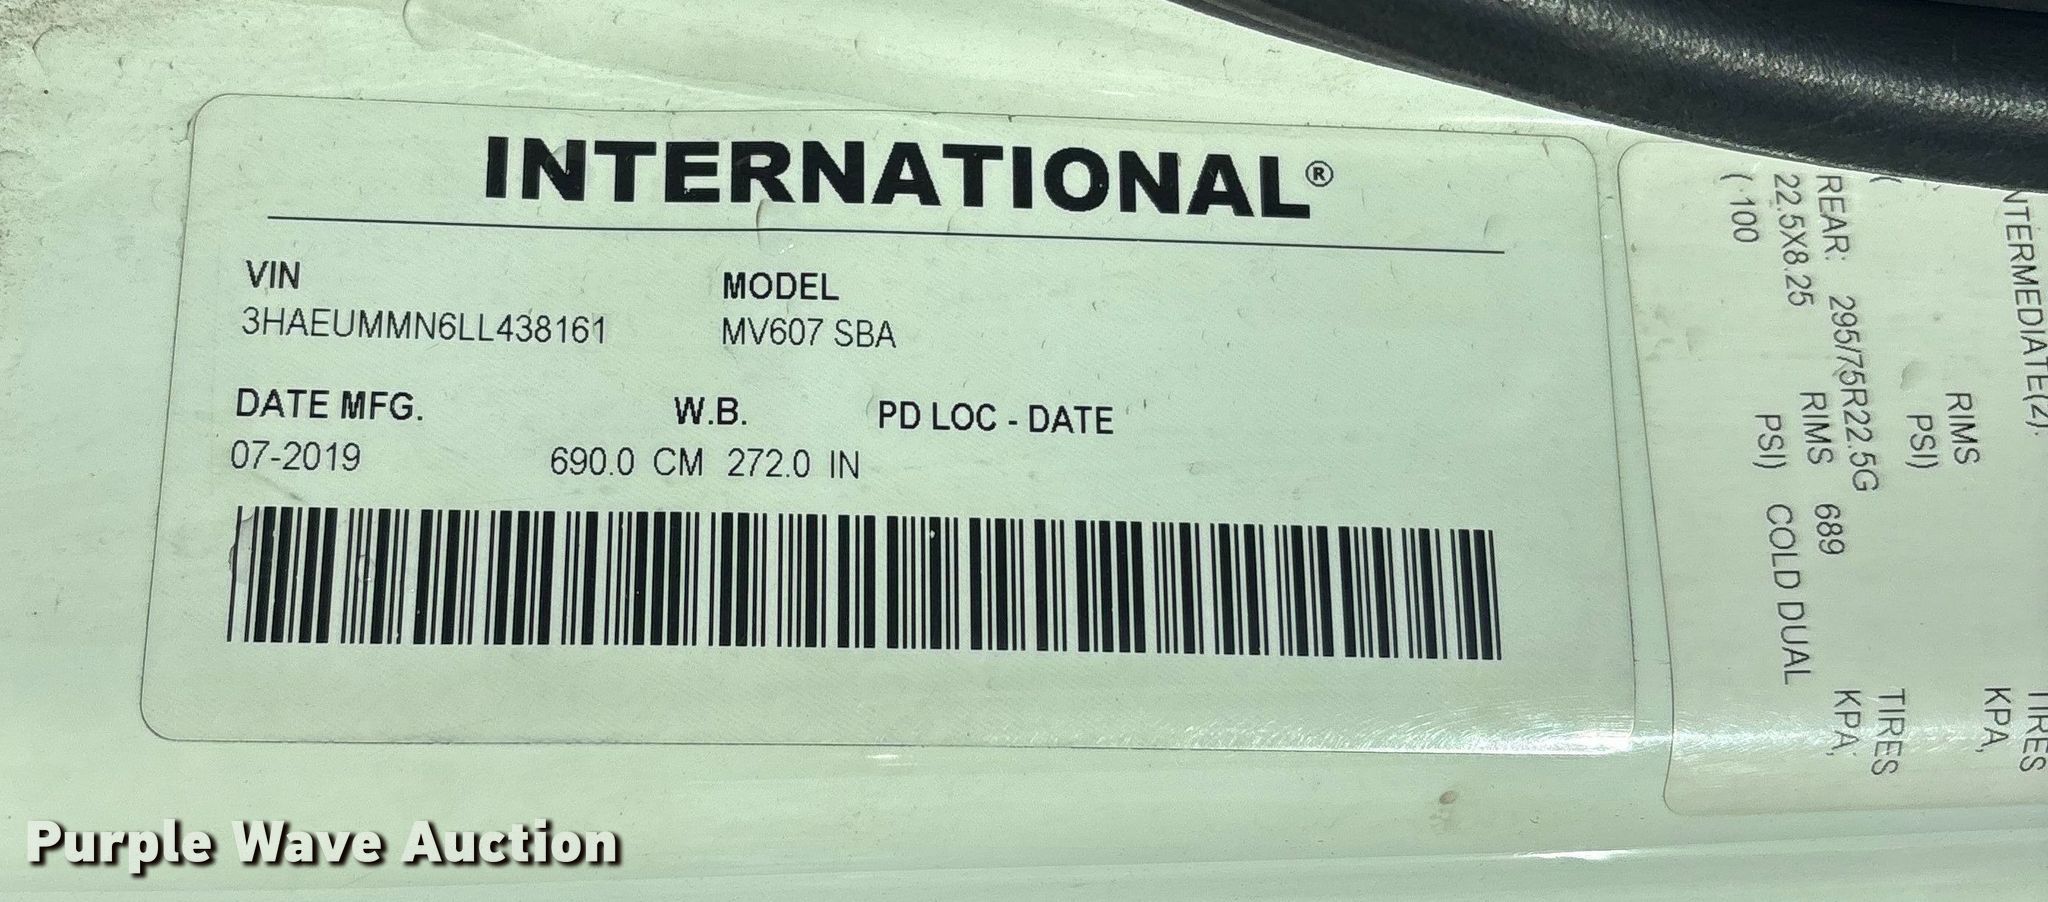 INTERNATIONAL®
VIN
3HAEUMMN6LL438161
MODEL
MV607 SBA
DATE MFG.
07-2019
W.B.
690.0 CM 272.0 IN
PD LOC - DATE
NTERMEDIATE(2).
TIRES
RIMS
KPA,
( PSI)
REAR: 295/75R22.5G
TIRES
22.5X8.25 RIMS 689 KPA,
( 100 PSI) COLD DUAL
Purple Wave Auction